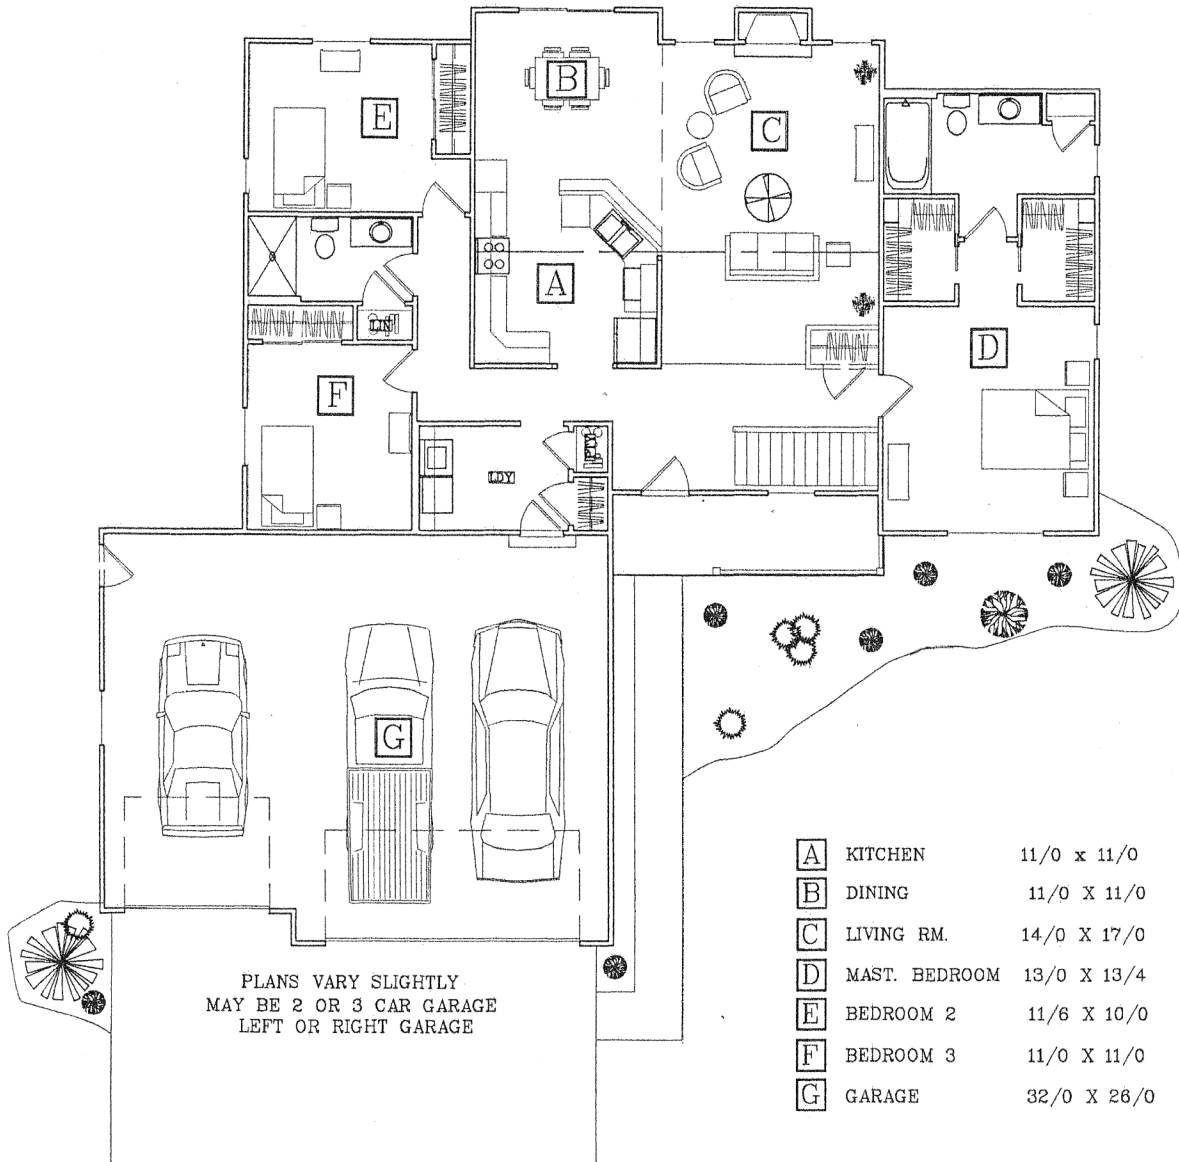 B
E
C
LIN
A
D
F
PTY
LDY
G
A KITCHEN 11/0 x 11/0
B DINING 11/0 X 11/0
C LIVING RM. 14/0 X 17/0
D MAST. BEDROOM 13/0 X 13/4
E BEDROOM 2 11/6 X 10/0
F BEDROOM 3 11/0 X 11/0
G GARAGE 32/0 X 26/0
PLANS VARY SLIGHTLY
MAY BE 2 OR 3 CAR GARAGE
LEFT OR RIGHT GARAGE